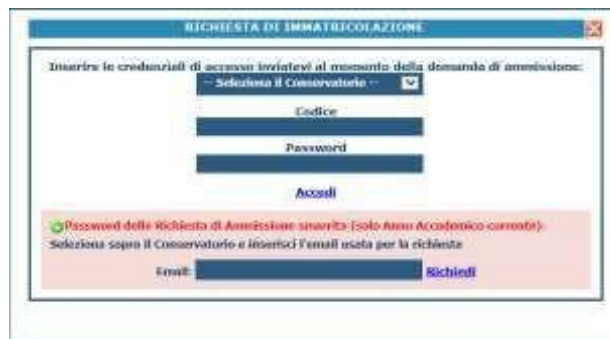 RICHIESTA DI IMMATRICOLAZIONE
Inserire le credenziali di accesso inviatevi al momento della domanda di ammissione:
-- Seleziona il Conservatorio --
Codice
Password
Accedi
Password della Richiesta di Ammissione smarrita (solo Anno Accademico corrente):
Seleziona sopra il Conservatorio e inserisci l'email usata per la richiesta
Email: Richiedi